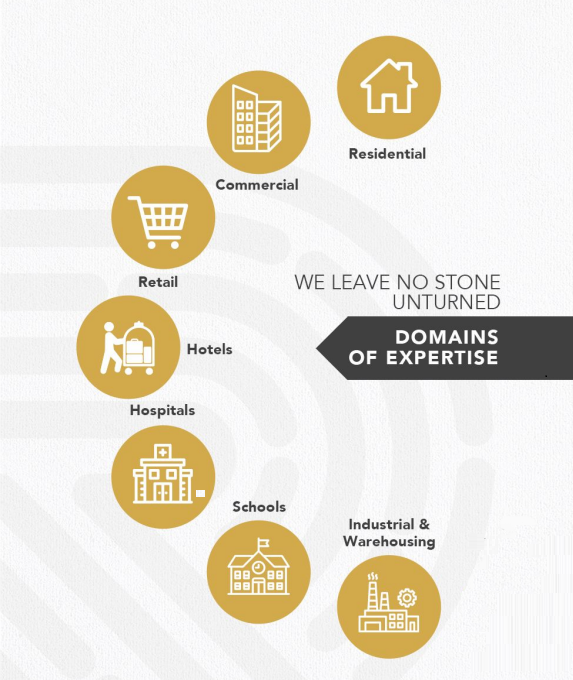 Residential
Commercial
Retail
WE LEAVE NO STONE
UNTURNED
DOMAINS
OF EXPERTISE
Hotels
Hospitals
Schools
Industrial &
Warehousing